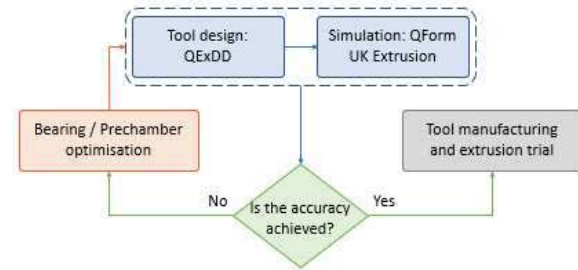 Tool design:
QExDD
Simulation: QForm
UK Extrusion
Bearing / Prechamber
optimisation
Tool manufacturing
and extrusion trial
No
Is the accuracy
achieved?
Yes